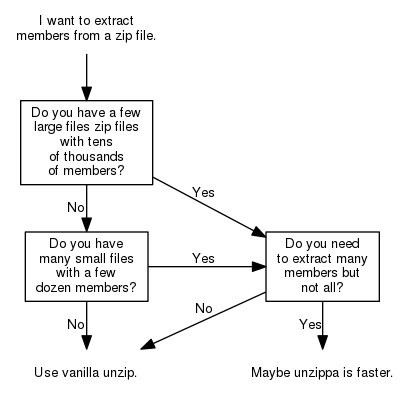 I want to extract
members from a zip file.
Do you have a few
large files zip files
with tens
of thousands
of members?
Yes
No
Do you have
many small files
with a few
dozen members?
Yes
Do you need
to extract many
members but
not all?
No
No
Yes
Use vanilla unzip.
Maybe unzippa is faster.